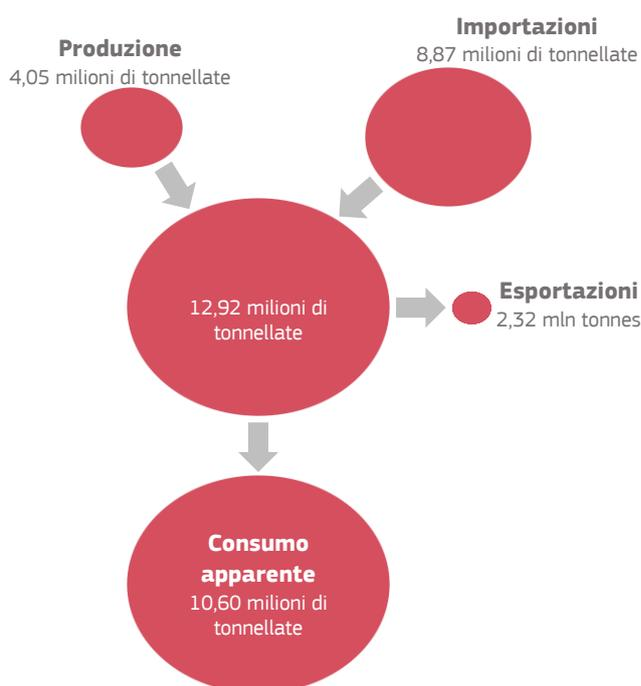 Produzione
4,05 milioni di tonnellate
Importazioni
8,87 milioni di tonnellate
12,92 milioni di
tonnellate
Esportazioni
2,32 mln tonnes
Consumo
apparente
10,60 milioni di
tonnellate